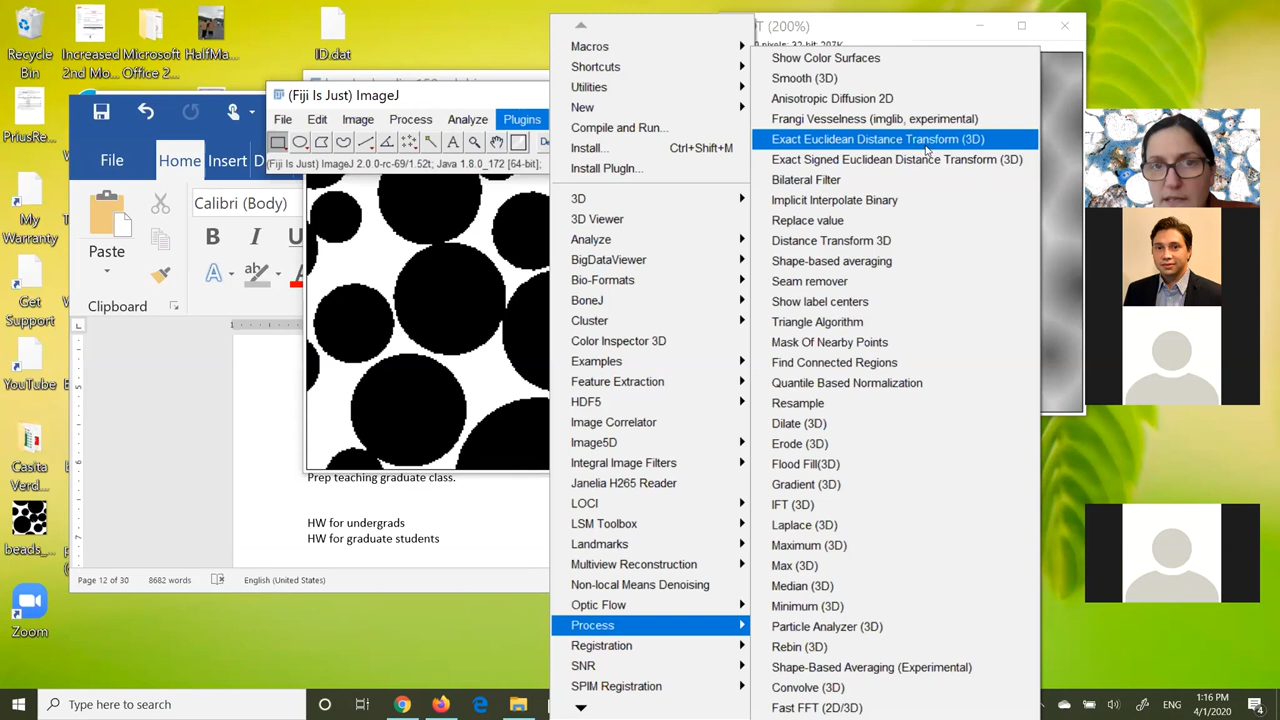 Recycle
Bin
Increased
2nd Mo...
Microsoft
Office 2...
HalfMa...
IID.dat
My
Warranty
Get
Support
YouTube
Casita
Verd...
beads_...
Zoom
File
Home
Insert
Paste
Clipboard
Calibri (Body)
B
I
U
A
ab
1
5
6
7
Prep teaching graduate class.
HW for undergrads
HW for graduate students
Page 12 of 30
8682 words
English (United States)
(Fiji Is Just) ImageJ
File
Edit
Image
Process
Analyze
Plugins
Dev
(Fiji Is Just) ImageJ 2.0.0-rc-69/1.52t; Java 1.8.0_172 [64-bit];
Macros
Shortcuts
Utilities
New
Compile and Run...
Install... Ctrl+Shift+M
Install PlugIn...
3D
3D Viewer
Analyze
BigDataViewer
Bio-Formats
BoneJ
Cluster
Color Inspector 3D
Examples
Feature Extraction
HDF5
Image Correlator
Image5D
Integral Image Filters
Janelia H265 Reader
LOCI
LSM Toolbox
Landmarks
Multiview Reconstruction
Non-local Means Denoising
Optic Flow
Process
Registration
SNR
SPIM Registration
T (200%)
Show Color Surfaces
Smooth (3D)
Anisotropic Diffusion 2D
Frangi Vesselness (imglib, experimental)
Exact Euclidean Distance Transform (3D)
Exact Signed Euclidean Distance Transform (3D)
Bilateral Filter
Implicit Interpolate Binary
Replace value
Distance Transform 3D
Shape-based averaging
Seam remover
Show label centers
Triangle Algorithm
Mask Of Nearby Points
Find Connected Regions
Quantile Based Normalization
Resample
Dilate (3D)
Erode (3D)
Flood Fill(3D)
Gradient (3D)
IFT (3D)
Laplace (3D)
Maximum (3D)
Max (3D)
Median (3D)
Minimum (3D)
Particle Analyzer (3D)
Rebin (3D)
Shape-Based Averaging (Experimental)
Convolve (3D)
Fast FFT (2D/3D)
Type here to search
ENG
1:16 PM
4/1/2020